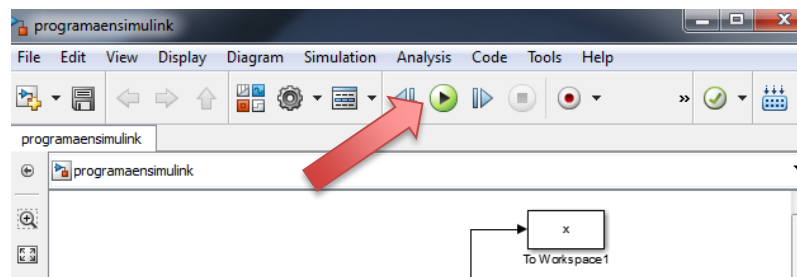 programaensimulink
File Edit View Display Diagram Simulation Analysis Code Tools Help
»
programaensimulink
programaensimulink
x
To Workspace1